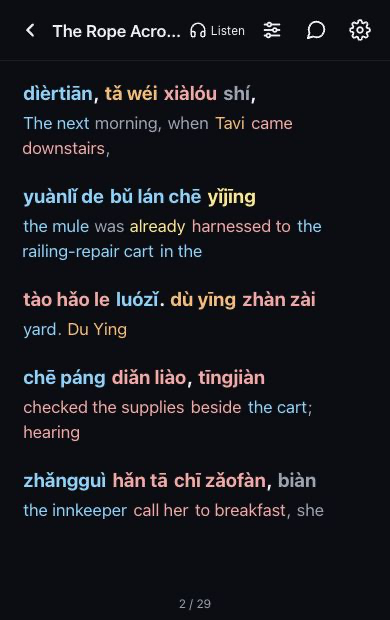 The Rope Acro... Listen
dìèrtiān, tǎ wéi xiàlóu shí,
The next morning, when Tavi came
downstairs,
yuànlǐ de bǔ lán chē yǐjīng
the mule was already harnessed to the
railing-repair cart in the
tào hǎo le luózǐ. dù yīng zhàn zài
yard. Du Ying
chē páng diǎn liào, tīngjiàn
checked the supplies beside the cart;
hearing
zhǎngguì hǎn tā chī zǎofàn, biàn
the innkeeper call her to breakfast, she
2 / 29